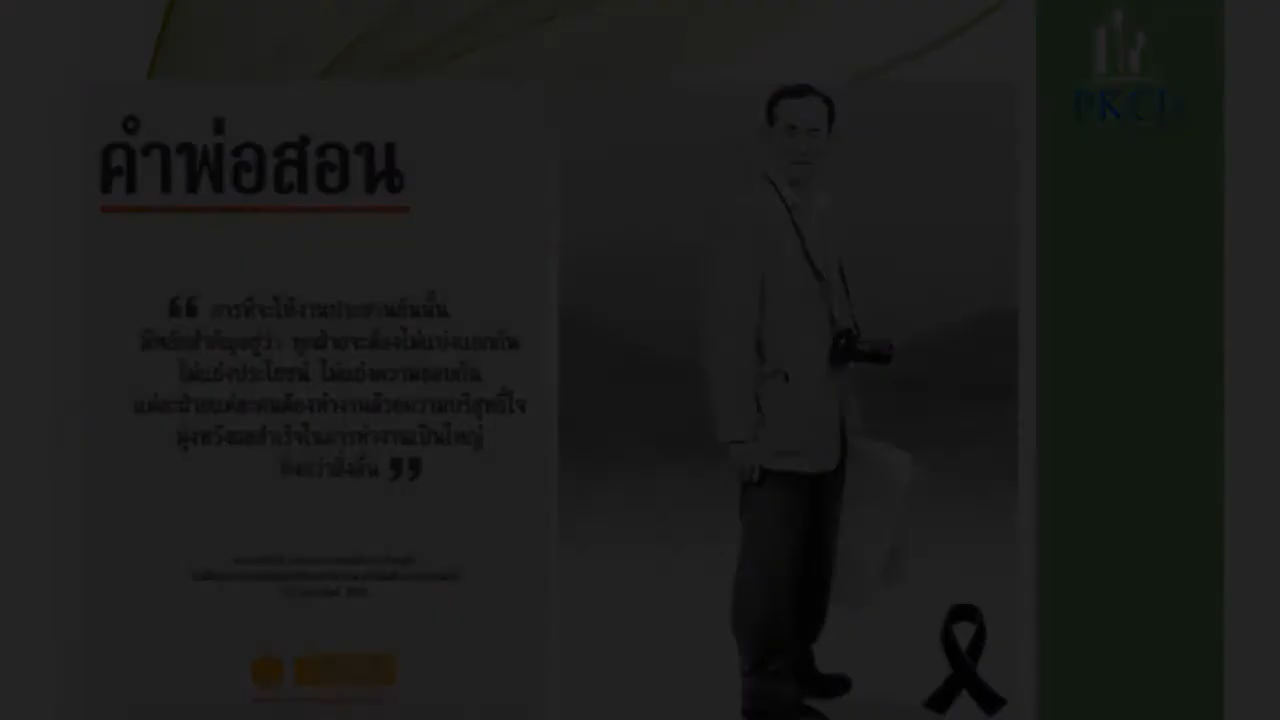 คำพ่อสอน
PKCL
“ การที่จะให้งานประสานกันนั้น
มีหลักสำคัญอยู่ว่า ทุกฝ่ายจะต้องไม่แบ่งแยกกัน
ไม่แย่งประโยชน์ ไม่แย่งความชอบกัน
แต่ละฝ่ายแต่ละคนต้องทำงานด้วยความบริสุทธิ์ใจ
มุ่งหวังผลสำเร็จในการทำงานเป็นใหญ่
ยิ่งกว่าสิ่งอื่น ”